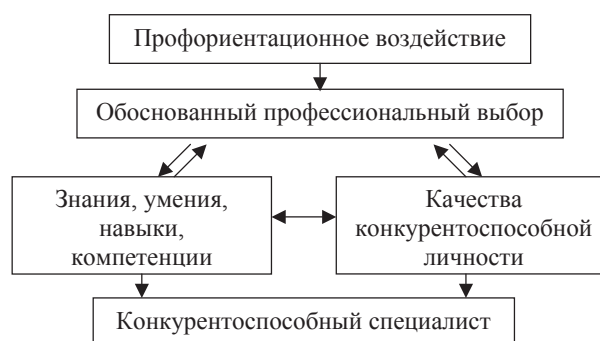 Профориентационное воздействие
Обоснованный профессиональный выбор
Знания, умения,
навыки,
компетенции
Качества
конкурентоспособной
личности
Конкурентоспособный специалист